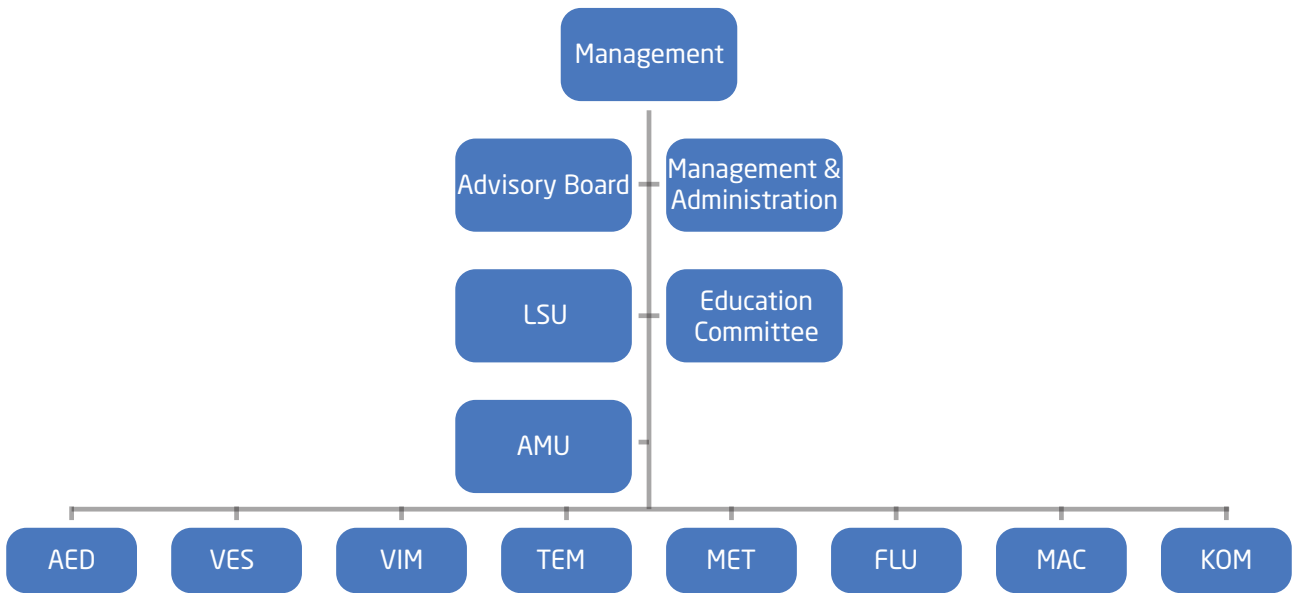 Management
Advisory Board
Management &
Administration
LSU
Education
Committee
AMU
AED
VES
VIM
TEM
MET
FLU
MAC
KOM